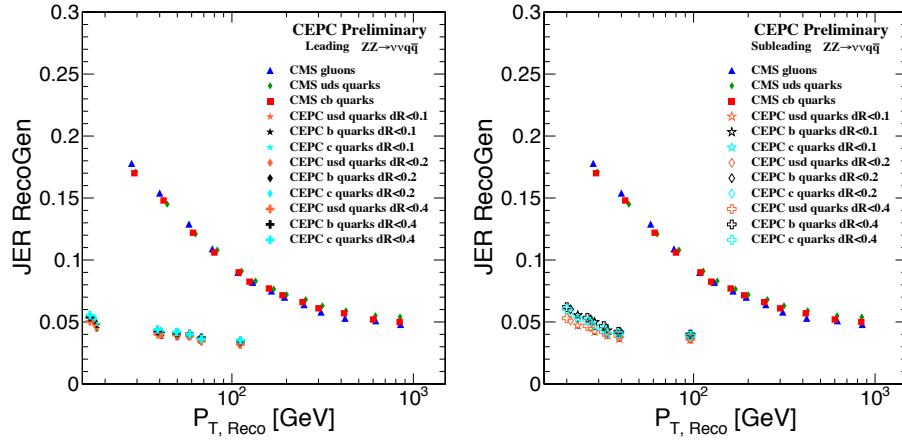 0.3
0.25
0.2
0.15
0.1
0.05
0
JER RecoGen
CEPC Preliminary
Leading ZZ→ννqq̅
CMS gluons
CMS uds quarks
CMS cb quarks
CEPC usd quarks dR<0.1
CEPC b quarks dR<0.1
CEPC c quarks dR<0.1
CEPC usd quarks dR<0.2
CEPC b quarks dR<0.2
CEPC c quarks dR<0.2
CEPC usd quarks dR<0.4
CEPC b quarks dR<0.4
CEPC c quarks dR<0.4
10² 10³
P_T, Reco [GeV]
0.3
0.25
0.2
0.15
0.1
0.05
0
JER RecoGen
CEPC Preliminary
Subleading ZZ→ννqq̅
CMS gluons
CMS uds quarks
CMS cb quarks
CEPC usd quarks dR<0.1
CEPC b quarks dR<0.1
CEPC c quarks dR<0.1
CEPC usd quarks dR<0.2
CEPC b quarks dR<0.2
CEPC c quarks dR<0.2
CEPC usd quarks dR<0.4
CEPC b quarks dR<0.4
CEPC c quarks dR<0.4
10² 10³
P_T, Reco [GeV]